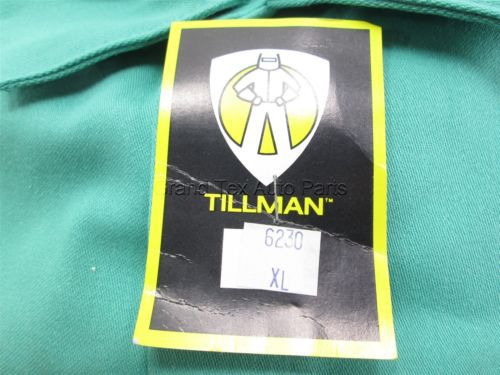 Grand Tex Auto Parts
TILLMAN™
6230
XL